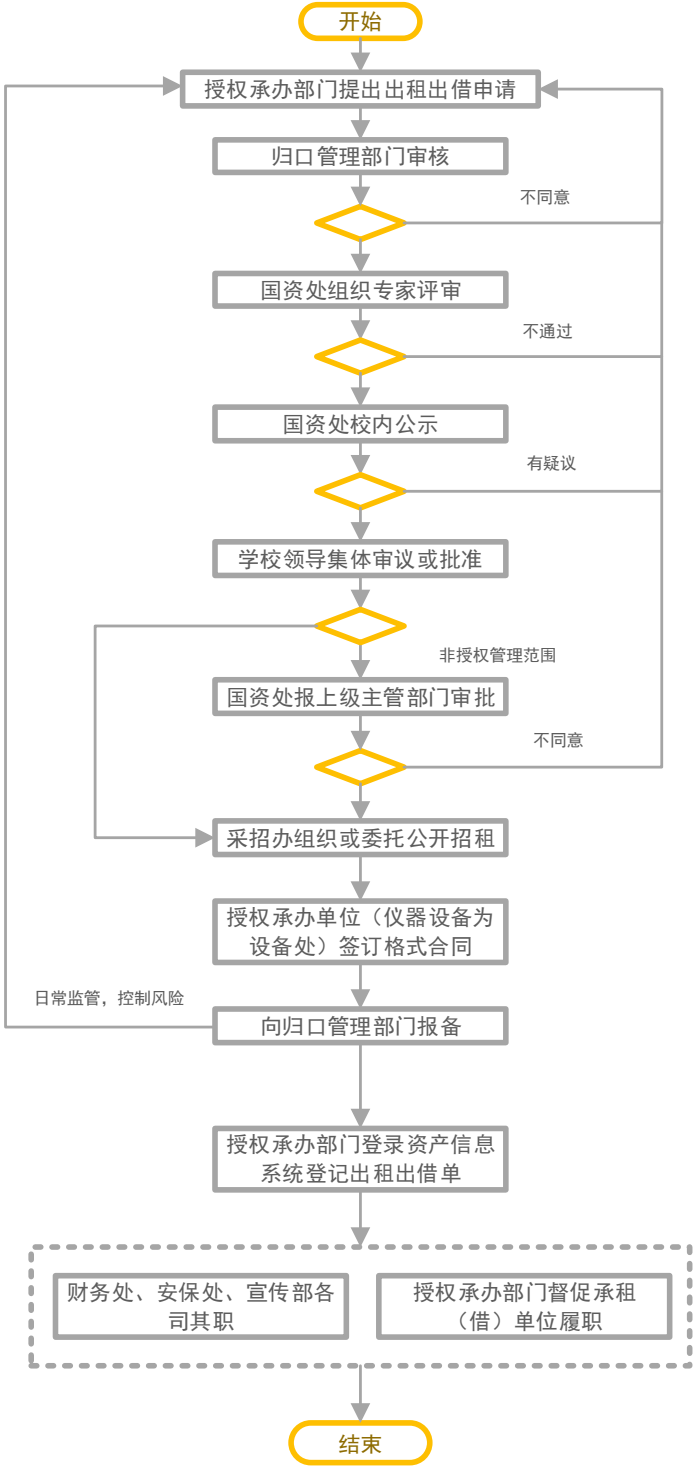 开始
授权承办部门提出出租出借申请
归口管理部门审核
不同意
国资处组织专家评审
不通过
国资处校内公示
有疑议
学校领导集体审议或批准
非授权管理范围
国资处报上级主管部门审批
不同意
采招办组织或委托公开招租
授权承办单位（仪器设备为
设备处）签订格式合同
日常监管，控制风险
向归口管理部门报备
授权承办部门登录资产信息
系统登记出租出借单
财务处、安保处、宣传部各
司其职
授权承办部门督促承租
（借）单位履职
结束